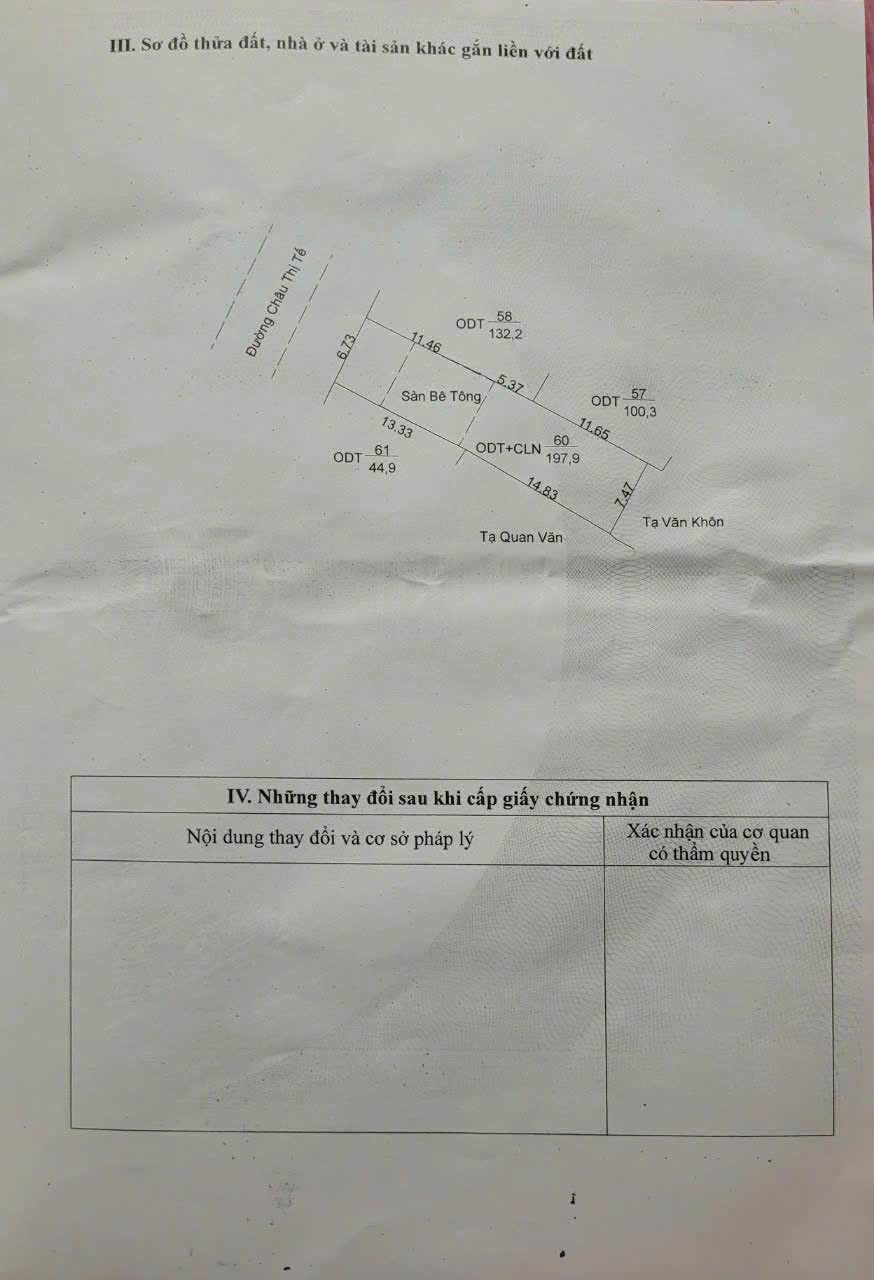 III. Sơ đồ thửa đất, nhà ở và tài sản khác gắn liền với đất
Đường Châu Thị Tế
6.73
11.46
ODT 58
132,2
5.37
Sàn Bê Tông
ODT 57
100,3
11.65
13.33
ODT 61
44,9
ODT+CLN 60
197,9
14.83
7.47
Tạ Văn Khôn
Tạ Quan Văn
IV. Những thay đổi sau khi cấp giấy chứng nhận
Nội dung thay đổi và cơ sở pháp lý
Xác nhận của cơ quan
có thẩm quyền